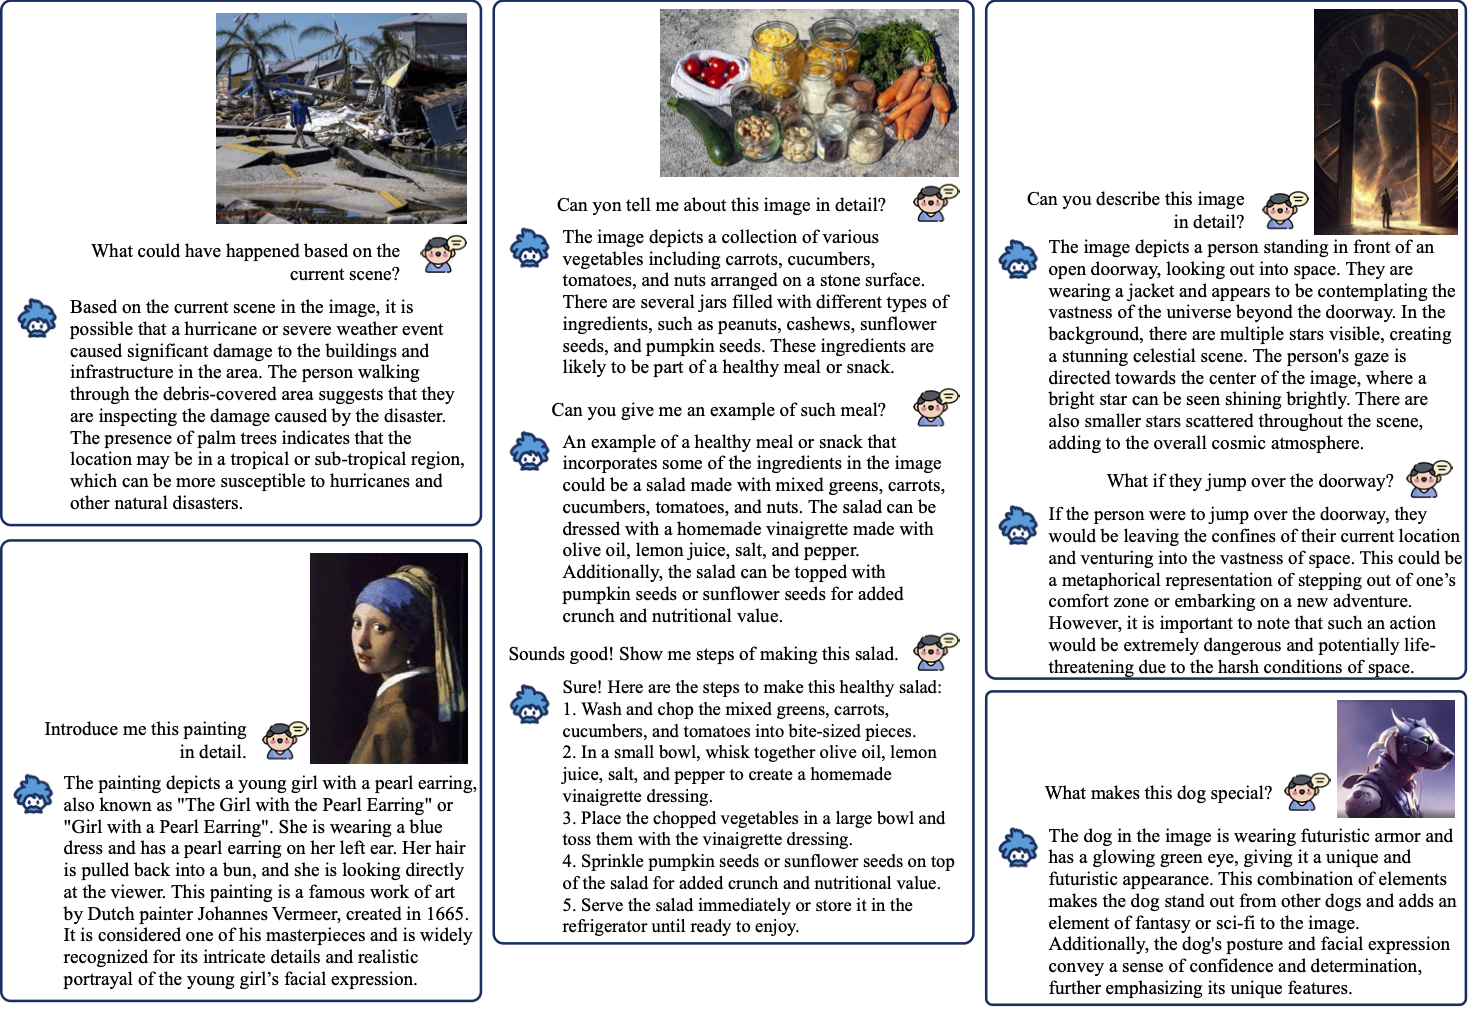 What could have happened based on the
current scene?
Based on the current scene in the image, it is
possible that a hurricane or severe weather event
caused significant damage to the buildings and
infrastructure in the area. The person walking
through the debris-covered area suggests that they
are inspecting the damage caused by the disaster.
The presence of palm trees indicates that the
location may be in a tropical or sub-tropical region,
which can be more susceptible to hurricanes and
other natural disasters.
Introduce me this painting
in detail.
The painting depicts a young girl with a pearl earring,
also known as "The Girl with the Pearl Earring" or
"Girl with a Pearl Earring". She is wearing a blue
dress and has a pearl earring on her left ear. Her hair
is pulled back into a bun, and she is looking directly
at the viewer. This painting is a famous work of art
by Dutch painter Johannes Vermeer, created in 1665.
It is considered one of his masterpieces and is widely
recognized for its intricate details and realistic
portrayal of the young girl’s facial expression.
Can yon tell me about this image in detail?
The image depicts a collection of various
vegetables including carrots, cucumbers,
tomatoes, and nuts arranged on a stone surface.
There are several jars filled with different types of
ingredients, such as peanuts, cashews, sunflower
seeds, and pumpkin seeds. These ingredients are
likely to be part of a healthy meal or snack.
Can you give me an example of such meal?
An example of a healthy meal or snack that
incorporates some of the ingredients in the image
could be a salad made with mixed greens, carrots,
cucumbers, tomatoes, and nuts. The salad can be
dressed with a homemade vinaigrette made with
olive oil, lemon juice, salt, and pepper.
Additionally, the salad can be topped with
pumpkin seeds or sunflower seeds for added
crunch and nutritional value.
Sounds good! Show me steps of making this salad.
Sure! Here are the steps to make this healthy salad:
1. Wash and chop the mixed greens, carrots,
cucumbers, and tomatoes into bite-sized pieces.
2. In a small bowl, whisk together olive oil, lemon
juice, salt, and pepper to create a homemade
vinaigrette dressing.
3. Place the chopped vegetables in a large bowl and
toss them with the vinaigrette dressing.
4. Sprinkle pumpkin seeds or sunflower seeds on top
of the salad for added crunch and nutritional value.
5. Serve the salad immediately or store it in the
refrigerator until ready to enjoy.
Can you describe this image
in detail?
The image depicts a person standing in front of an
open doorway, looking out into space. They are
wearing a jacket and appears to be contemplating the
vastness of the universe beyond the doorway. In the
background, there are multiple stars visible, creating
a stunning celestial scene. The person's gaze is
directed towards the center of the image, where a
bright star can be seen shining brightly. There are
also smaller stars scattered throughout the scene,
adding to the overall cosmic atmosphere.
What if they jump over the doorway?
If the person were to jump over the doorway, they
would be leaving the confines of their current location
and venturing into the vastness of space. This could be
a metaphorical representation of stepping out of one’s
comfort zone or embarking on a new adventure.
However, it is important to note that such an action
would be extremely dangerous and potentially life-
threatening due to the harsh conditions of space.
What makes this dog special?
The dog in the image is wearing futuristic armor and
has a glowing green eye, giving it a unique and
futuristic appearance. This combination of elements
makes the dog stand out from other dogs and adds an
element of fantasy or sci-fi to the image.
Additionally, the dog's posture and facial expression
convey a sense of confidence and determination,
further emphasizing its unique features.